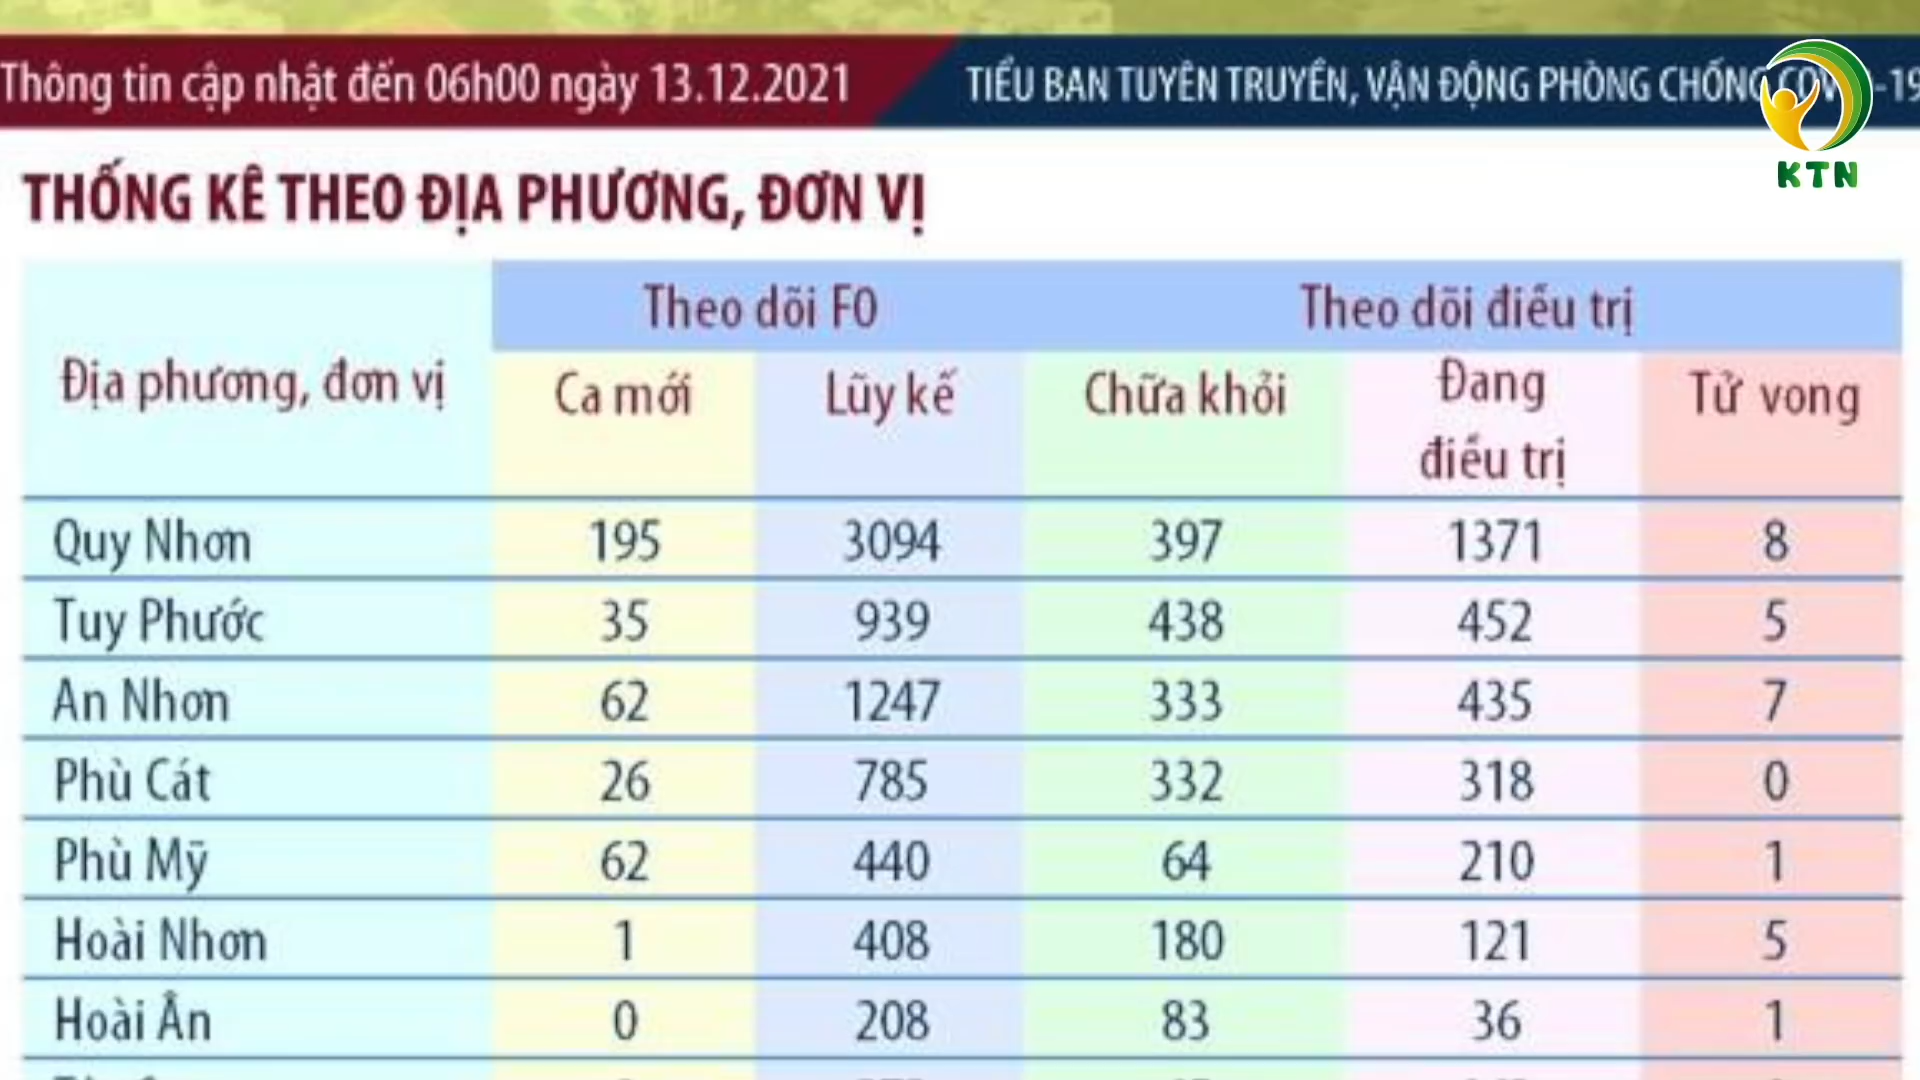 Thông tin cập nhật đến 06h00 ngày 13.12.2021
TIỂU BAN TUYÊN TRUYỀN, VẬN ĐỘNG PHÒNG CHỐNG COVID-19
KTN
THỐNG KÊ THEO ĐỊA PHƯƠNG, ĐƠN VỊ
Địa phương, đơn vị
Theo dõi F0
Theo dõi điều trị
Ca mới
Lũy kế
Chữa khỏi
Đang
điều trị
Tử vong
Quy Nhơn 195 3094 397 1371 8
Tuy Phước 35 939 438 452 5
An Nhơn 62 1247 333 435 7
Phù Cát 26 785 332 318 0
Phù Mỹ 62 440 64 210 1
Hoài Nhơn 1 408 180 121 5
Hoài Ân 0 208 83 36 1